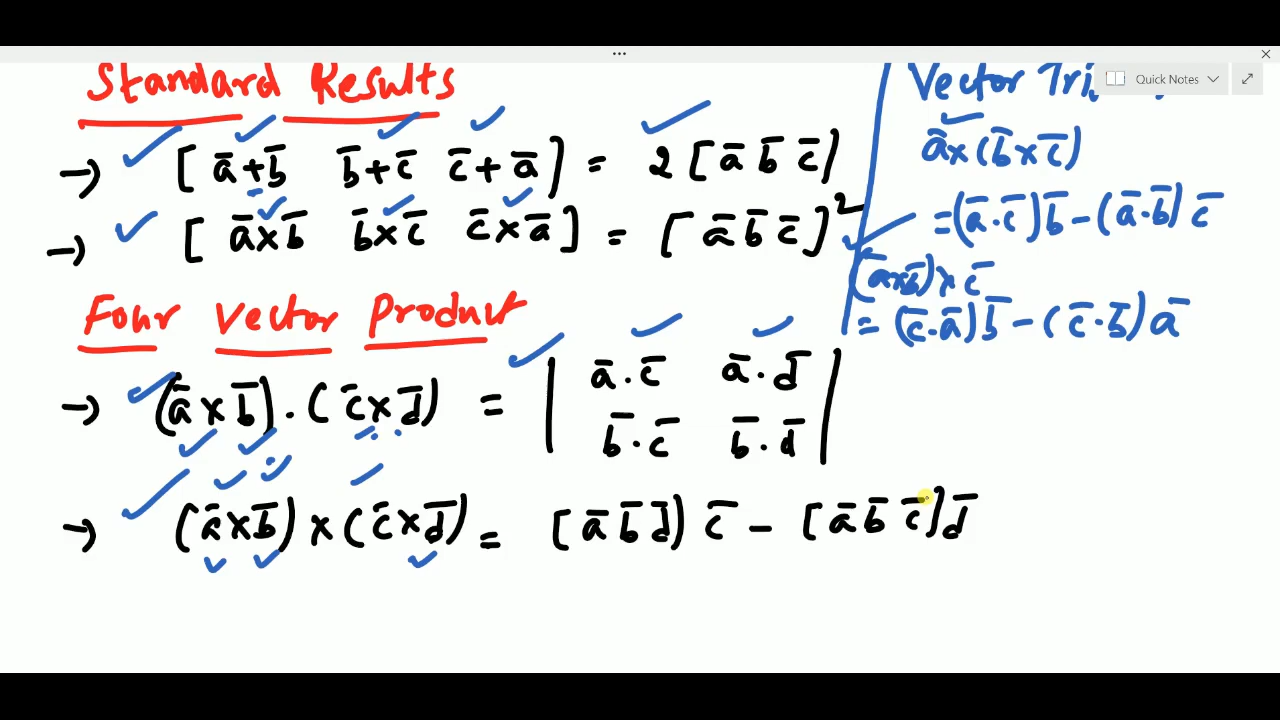 Standard Results
→ [ā+b̄ b̄+c̄ c̄+ā] = 2[ā b̄ c̄]
→ [ā×b̄ b̄×c̄ c̄×ā] = [ā b̄ c̄]²
Four Vector Product
→ (ā×b̄).(c̄×d̄) = | ā.c̄ ā.d̄ |
| b̄.c̄ b̄.d̄ |
→ (ā×b̄)×(c̄×d̄) = [ā b̄ d̄) c̄ - [ā b̄ c̄]d̄
Vector Tri
Quick Notes
ā×(b̄×c̄)
=(ā.c̄)b̄-(ā.b̄)c̄
(ā×b̄)×c̄
= (c̄.ā)b̄-(c̄.b̄)ā